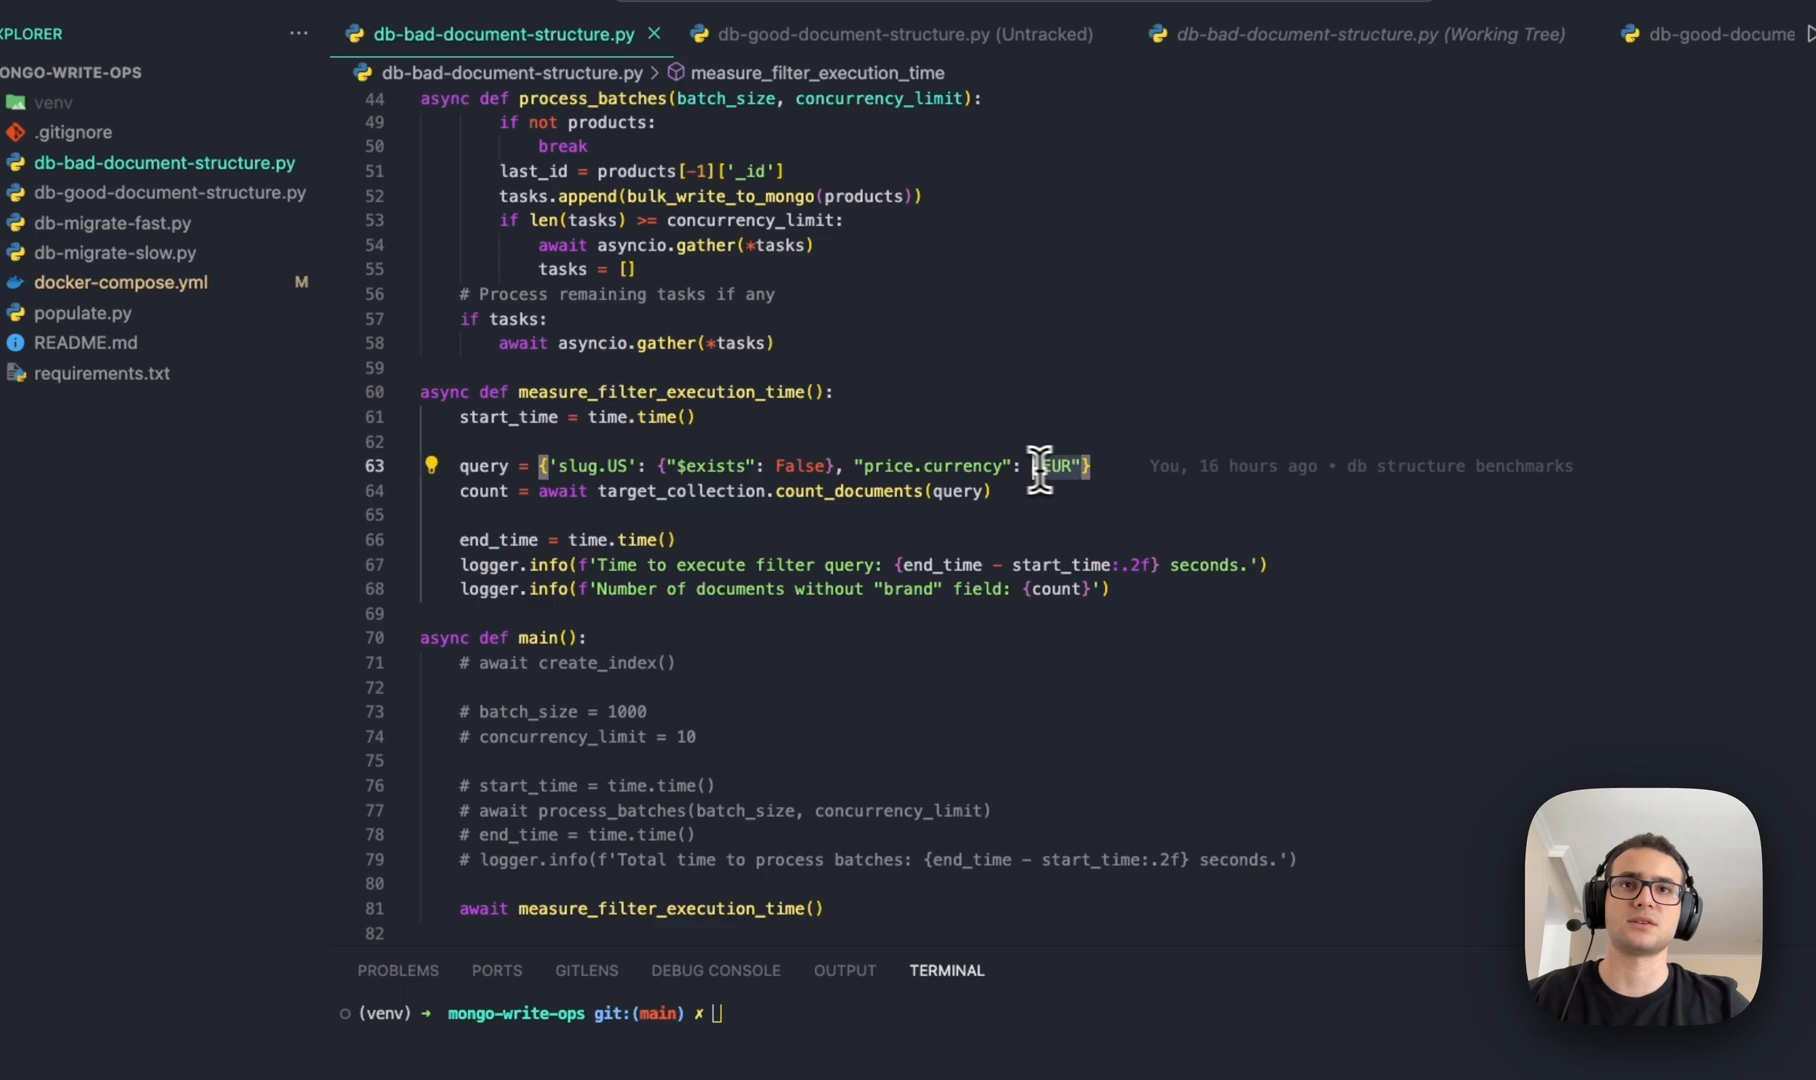 XPLORER
db-bad-document-structure.py
db-good-document-structure.py (Untracked)
db-bad-document-structure.py (Working Tree)
db-good-docume
ONGO-WRITE-OPS
venv
.gitignore
db-bad-document-structure.py
db-good-document-structure.py
db-migrate-fast.py
db-migrate-slow.py
docker-compose.yml M
populate.py
README.md
requirements.txt
db-bad-document-structure.py > measure_filter_execution_time
44 async def process_batches(batch_size, concurrency_limit):
49 if not products:
50 break
51 last_id = products[-1]['_id']
52 tasks.append(bulk_write_to_mongo(products))
53 if len(tasks) >= concurrency_limit:
54 await asyncio.gather(*tasks)
55 tasks = []
56 # Process remaining tasks if any
57 if tasks:
58 await asyncio.gather(*tasks)
59
60 async def measure_filter_execution_time():
61 start_time = time.time()
62
63 query = {'slug.US': {"$exists": False}, "price.currency": EUR"} You, 16 hours ago • db structure benchmarks
64 count = await target_collection.count_documents(query)
65
66 end_time = time.time()
67 logger.info(f'Time to execute filter query: {end_time - start_time:.2f} seconds.')
68 logger.info(f'Number of documents without "brand" field: {count}')
69
70 async def main():
71 # await create_index()
72
73 # batch_size = 1000
74 # concurrency_limit = 10
75
76 # start_time = time.time()
77 # await process_batches(batch_size, concurrency_limit)
78 # end_time = time.time()
79 # logger.info(f'Total time to process batches: {end_time - start_time:.2f} seconds.')
80
81 await measure_filter_execution_time()
82
PROBLEMS PORTS GITLENS DEBUG CONSOLE OUTPUT TERMINAL
(venv) → mongo-write-ops git:(main) ✗